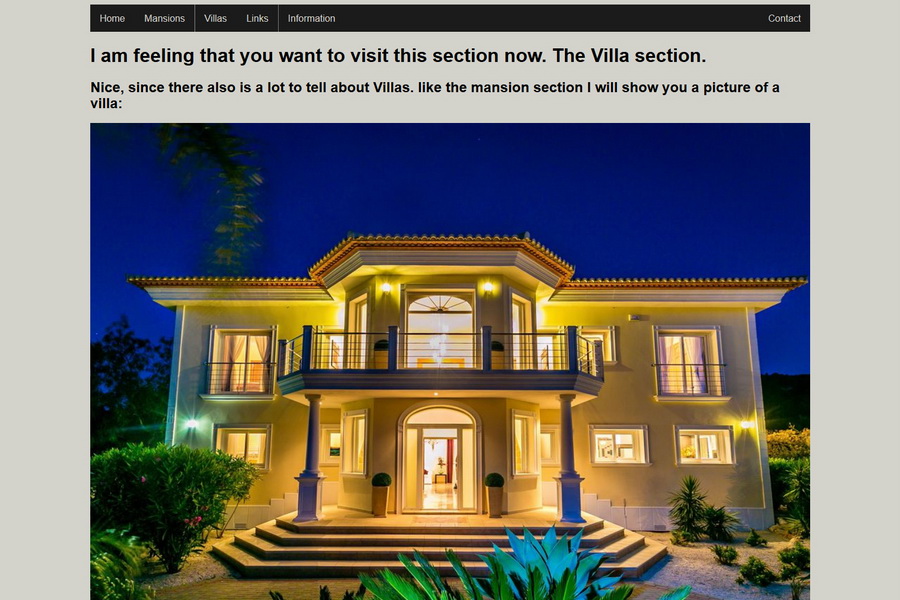 Home Mansions Villas Links Information Contact
I am feeling that you want to visit this section now. The Villa section.
Nice, since there also is a lot to tell about Villas. like the mansion section I will show you a picture of a
villa: